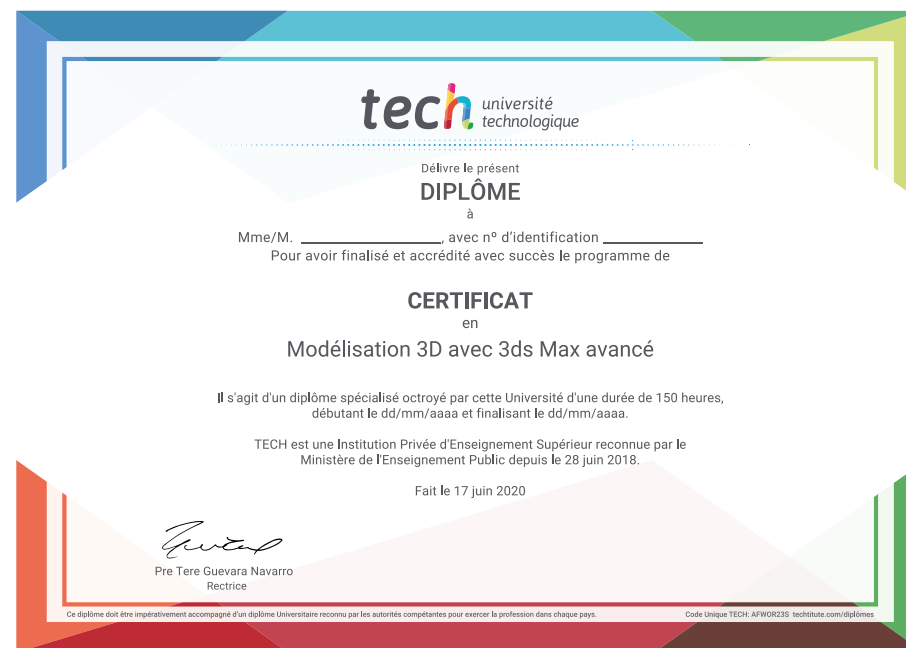 tech université
technologique
Délivre le présent
DIPLÔME
à
Mme/M. ____________________, avec nº d'identification ______________
Pour avoir finalisé et accrédité avec succès le programme de
CERTIFICAT
en
Modélisation 3D avec 3ds Max avancé
Il s'agit d'un diplôme spécialisé octroyé par cette Université d'une durée de 150 heures,
débutant le dd/mm/aaaa et finalisant le dd/mm/aaaa.
TECH est une Institution Privée d'Enseignement Supérieur reconnue par le
Ministère de l'Enseignement Public depuis le 28 juin 2018.
Fait le 17 juin 2020
Pre Tere Guevara Navarro
Rectrice
Ce diplôme doit être impérativement accompagné d'un diplôme Universitaire reconnu par les autorités compétentes pour exercer la profession dans chaque pays.
Code Unique TECH: AFWOR23S techtitute.com/diplômes